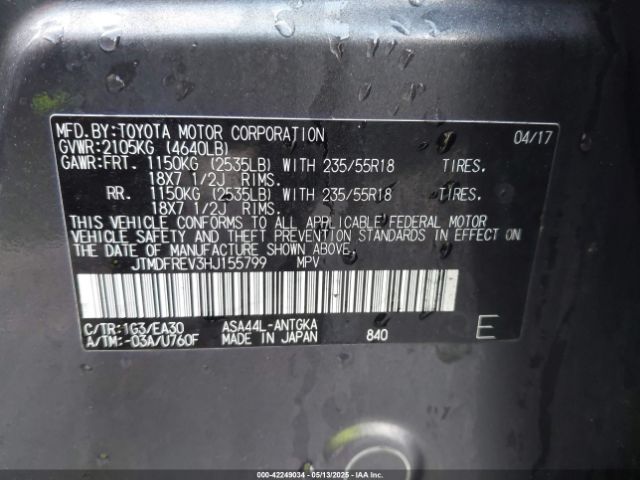 MFD.BY:TOYOTA MOTOR CORPORATION 04/17
GVWR:2105KG (4640LB)
GAWR:FRT. 1150KG (2535LB) WITH 235/55R18 TIRES.
18X7 1/2J RIMS.
RR. 1150KG (2535LB) WITH 235/55R18 TIRES.
18X7 1/2J RIMS.
THIS VEHICLE CONFORMS TO ALL APPLICABLE FEDERAL MOTOR
VEHICLE SAFETY AND THEFT PREVENTION STANDARDS IN EFFECT ON
THE DATE OF MANUFACTURE SHOWN ABOVE.
JTMDFREV3HJ155799 MPV
C/TR:1G3/EA30 ASA44L-ANTGKA
A/TM:-03A/U760F MADE IN JAPAN 840 E
000-42249034 - 05/13/2025 - IAAI.com